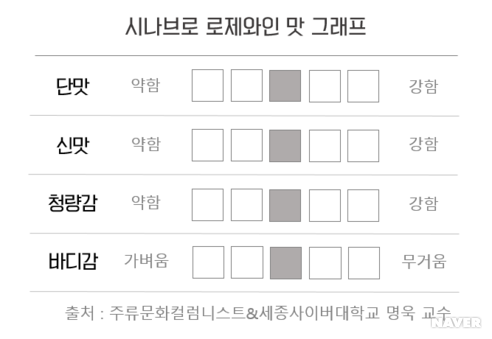 시나브로 로제와인 맛 그래프
단맛 약함 강함
신맛 약함 강함
청량감 약함 강함
바디감 가벼움 무거움
출처 : 주류문화컬럼니스트&세종사이버대학교 명욱 교수
NAVER